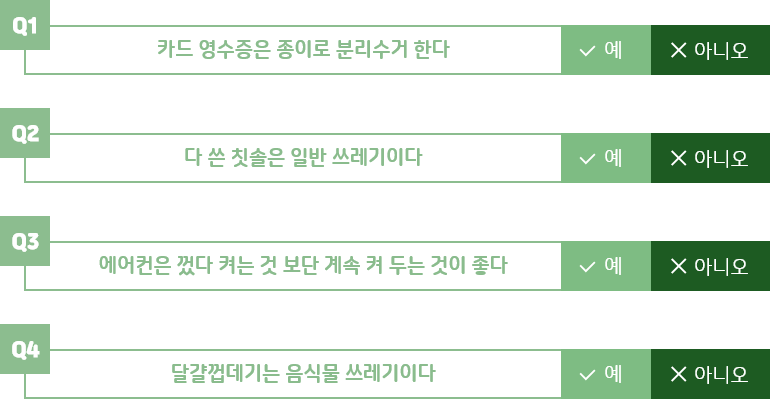 Q1
카드 영수증은 종이로 분리수거 한다 예 아니오
Q2
다 쓴 칫솔은 일반 쓰레기이다 예 아니오
Q3
에어컨은 껐다 켜는 것 보단 계속 켜 두는 것이 좋다 예 아니오
Q4
달걀껍데기는 음식물 쓰레기이다 예 아니오